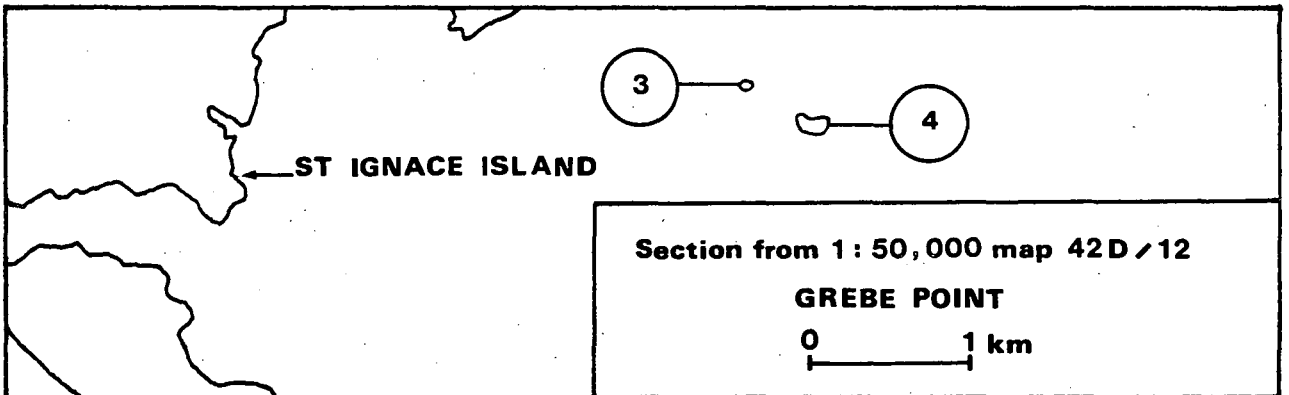 3
4
ST IGNACE ISLAND
Section from 1:50,000 map 42D/12
GREBE POINT
0 1 km